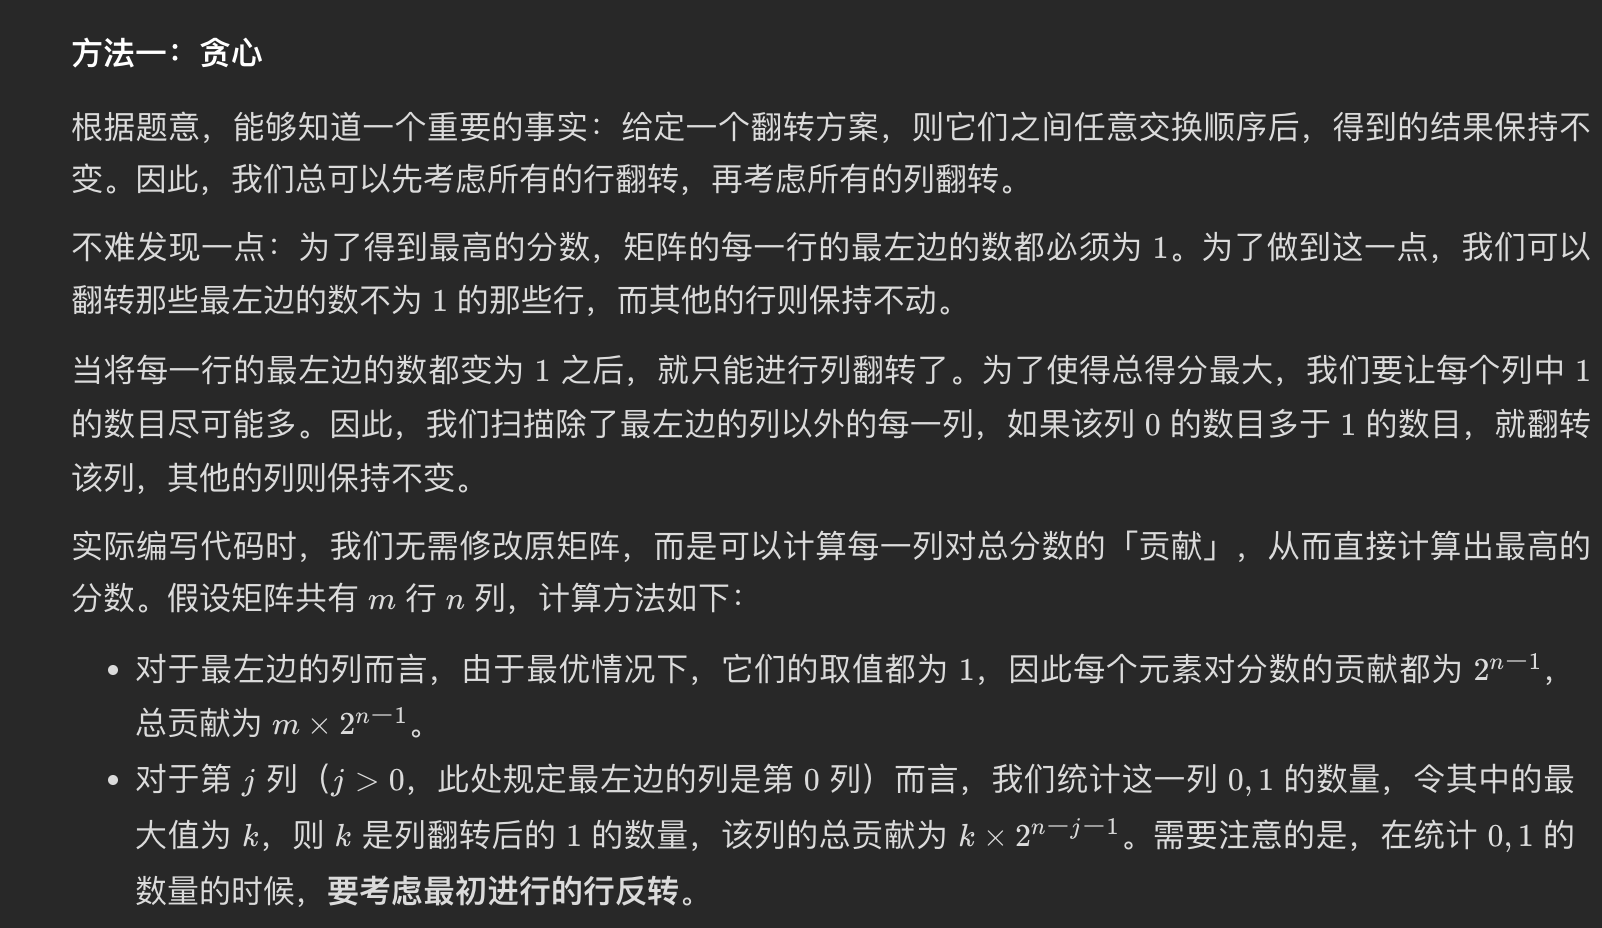 方法一：贪心
根据题意，能够知道一个重要的事实：给定一个翻转方案，则它们之间任意交换顺序后，得到的结果保持不
变。因此，我们总可以先考虑所有的行翻转，再考虑所有的列翻转。
不难发现一点：为了得到最高的分数，矩阵的每一行的最左边的数都必须为 1。为了做到这一点，我们可以
翻转那些最左边的数不为 1 的那些行，而其他的行则保持不动。
当将每一行的最左边的数都变为 1 之后，就只能进行列翻转了。为了使得总得分最大，我们要让每个列中 1
的数目尽可能多。因此，我们扫描除了最左边的列以外的每一列，如果该列 0 的数目多于 1 的数目，就翻转
该列，其他的列则保持不变。
实际编写代码时，我们无需修改原矩阵，而是可以计算每一列对总分数的「贡献」，从而直接计算出最高的
分数。假设矩阵共有 m 行 n 列，计算方法如下：
• 对于最左边的列而言，由于最优情况下，它们的取值都为 1，因此每个元素对分数的贡献都为 2^{n−1}，
总贡献为 m × 2^{n−1}。
• 对于第 j 列（j > 0，此处规定最左边的列是第 0 列）而言，我们统计这一列 0, 1 的数量，令其中的最
大值为 k，则 k 是列翻转后的 1 的数量，该列的总贡献为 k × 2^{n−j−1}。需要注意的是，在统计 0, 1 的
数量的时候，要考虑最初进行的行反转。